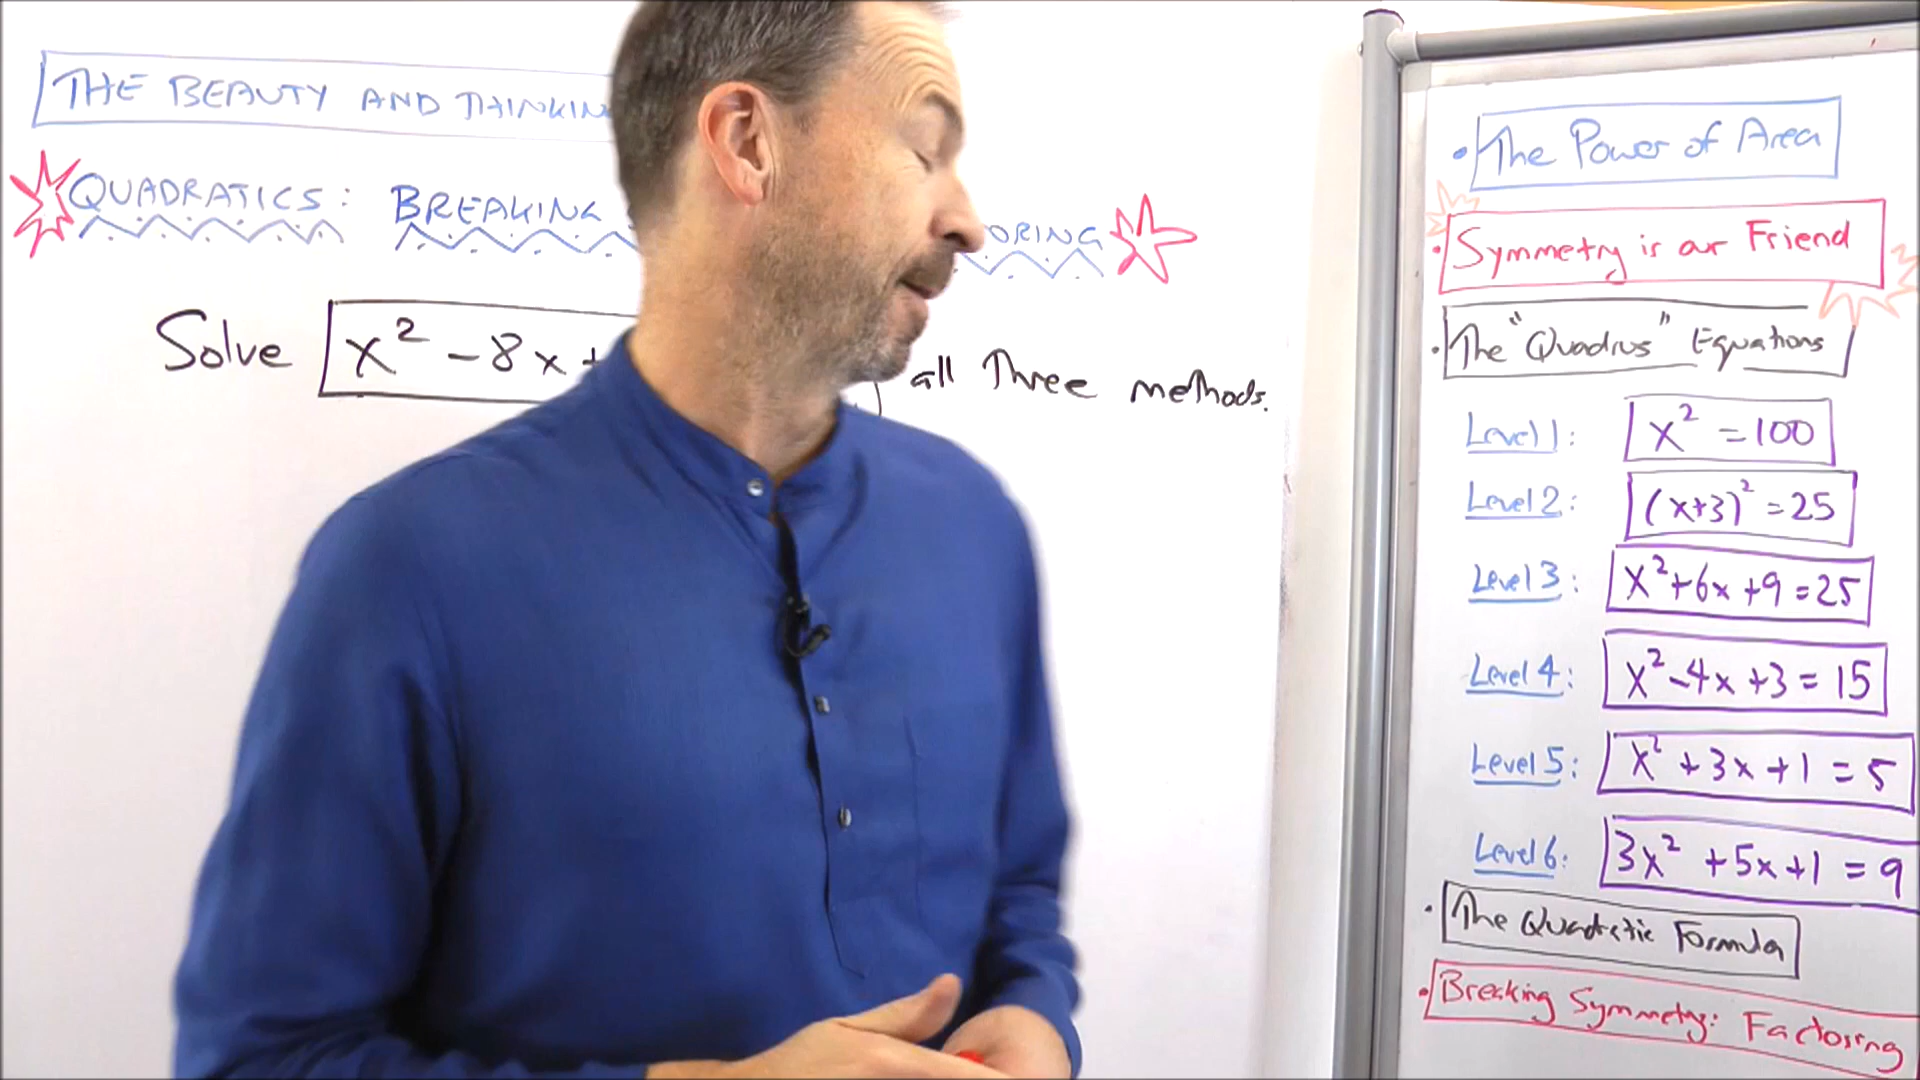 THE BEAUTY AND THINKIN
QUADRATICS: BREAKING ORING
Solve x² - 8x + all Three methods.
• The Power of Area
• Symmetry is our Friend
• The "Quadrus" Equations
Level 1: x² = 100
Level 2: (x+3)² = 25
Level 3: x² + 6x + 9 = 25
Level 4: x² - 4x + 3 = 15
Level 5: x² + 3x + 1 = 5
Level 6: 3x² + 5x + 1 = 9
• The Quadratic Formula
• Breaking Symmetry: Factoring